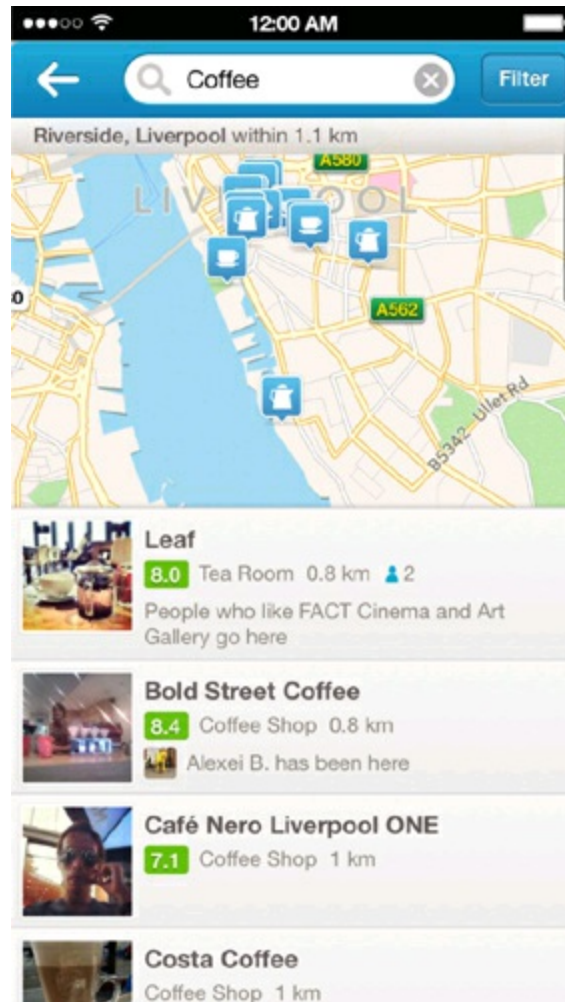 12:00 AM
Coffee
Filter
Riverside, Liverpool within 1.1 km
A580
LIVERPOOL
0
A562
B5342 Ullet Rd
Leaf
8.0 Tea Room 0.8 km 2
People who like FACT Cinema and Art
Gallery go here
Bold Street Coffee
8.4 Coffee Shop 0.8 km
Alexei B. has been here
Café Nero Liverpool ONE
7.1 Coffee Shop 1 km
Costa Coffee
Coffee Shop 1 km